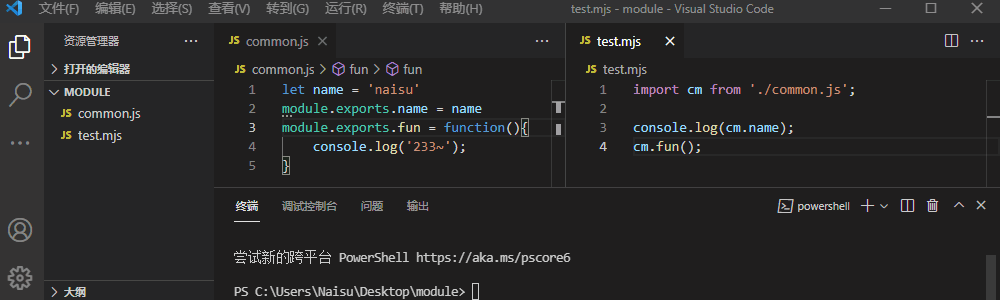 文件(F) 编辑(E) 选择(S) 查看(V) 转到(G) 运行(R) 终端(T) 帮助(H) test.mjs - module - Visual Studio Code
资源管理器 ···
打开的编辑器
MODULE
JS common.js
JS test.mjs
大纲
JS common.js ···
JS common.js > fun > fun
1 let name = 'naisu'
2 module.exports.name = name
3 module.exports.fun = function(){
4 console.log('233~');
5 }
JS test.mjs ···
JS test.mjs
1 import cm from './common.js';
2
3 console.log(cm.name);
4 cm.fun();
终端 调试控制台 问题 输出 powershell
尝试新的跨平台 PowerShell https://aka.ms/pscore6
PS C:\Users\Naisu\Desktop\module>